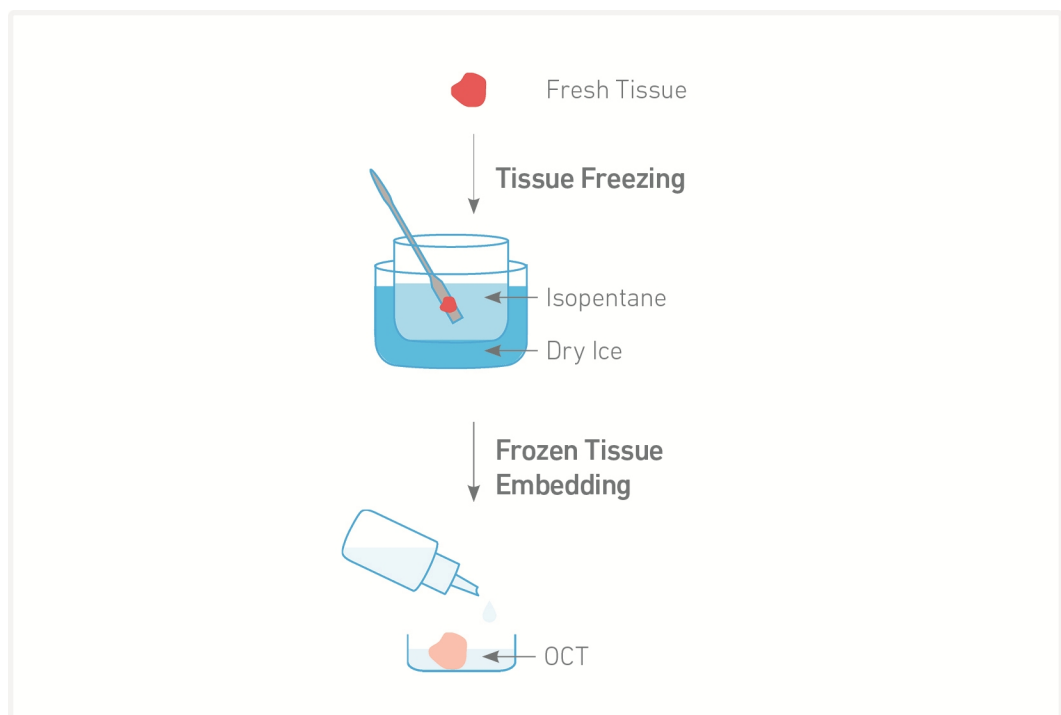 Fresh Tissue
Tissue Freezing
Isopentane
Dry Ice
Frozen Tissue
Embedding
OCT